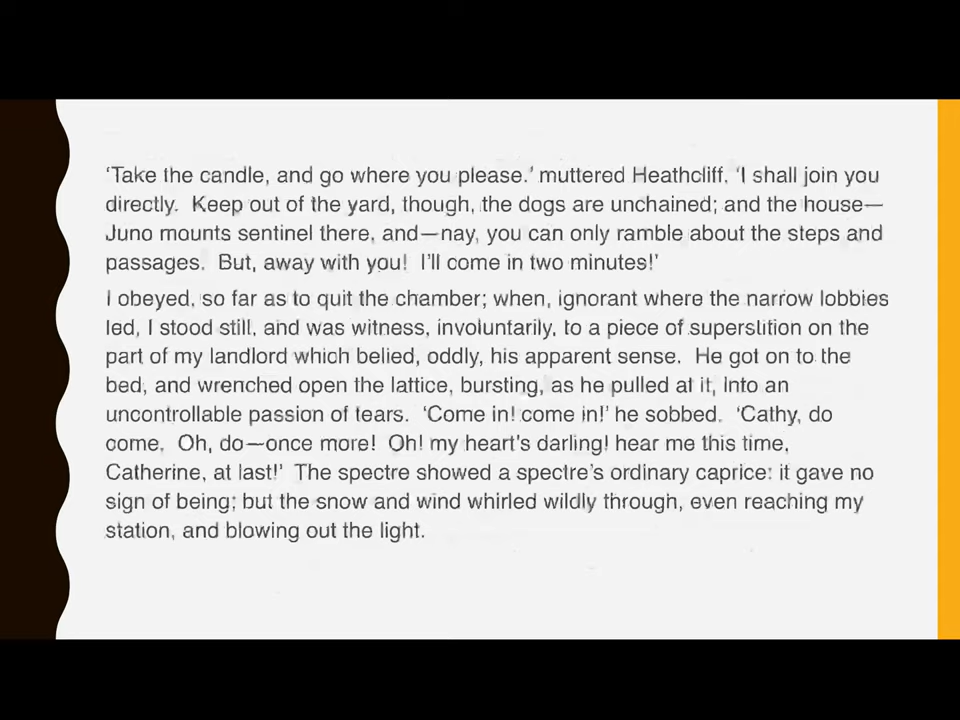 ‘Take the candle, and go where you please.’ muttered Heathcliff. ‘I shall join you
directly.  Keep out of the yard, though, the dogs are unchained; and the house—
Juno mounts sentinel there, and—nay, you can only ramble about the steps and
passages.  But, away with you!  I’ll come in two minutes!’
I obeyed, so far as to quit the chamber; when, ignorant where the narrow lobbies
led, I stood still, and was witness, involuntarily, to a piece of superstition on the
part of my landlord which belied, oddly, his apparent sense.  He got on to the
bed, and wrenched open the lattice, bursting, as he pulled at it, into an
uncontrollable passion of tears.  ‘Come in! come in!’ he sobbed.  ‘Cathy, do
come.  Oh, do—once more!  Oh! my heart’s darling! hear me this time,
Catherine, at last!’  The spectre showed a spectre’s ordinary caprice: it gave no
sign of being; but the snow and wind whirled wildly through, even reaching my
station, and blowing out the light.